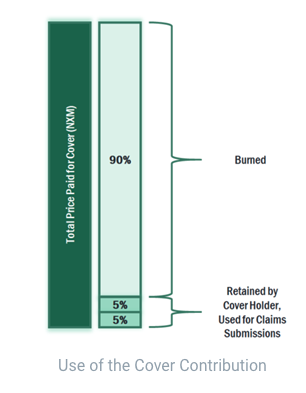 Total Price Paid for Cover (NXM)
90%
Burned
5%
5%
Retained by
Cover Holder,
Used for Claims
Submissions
Use of the Cover Contribution